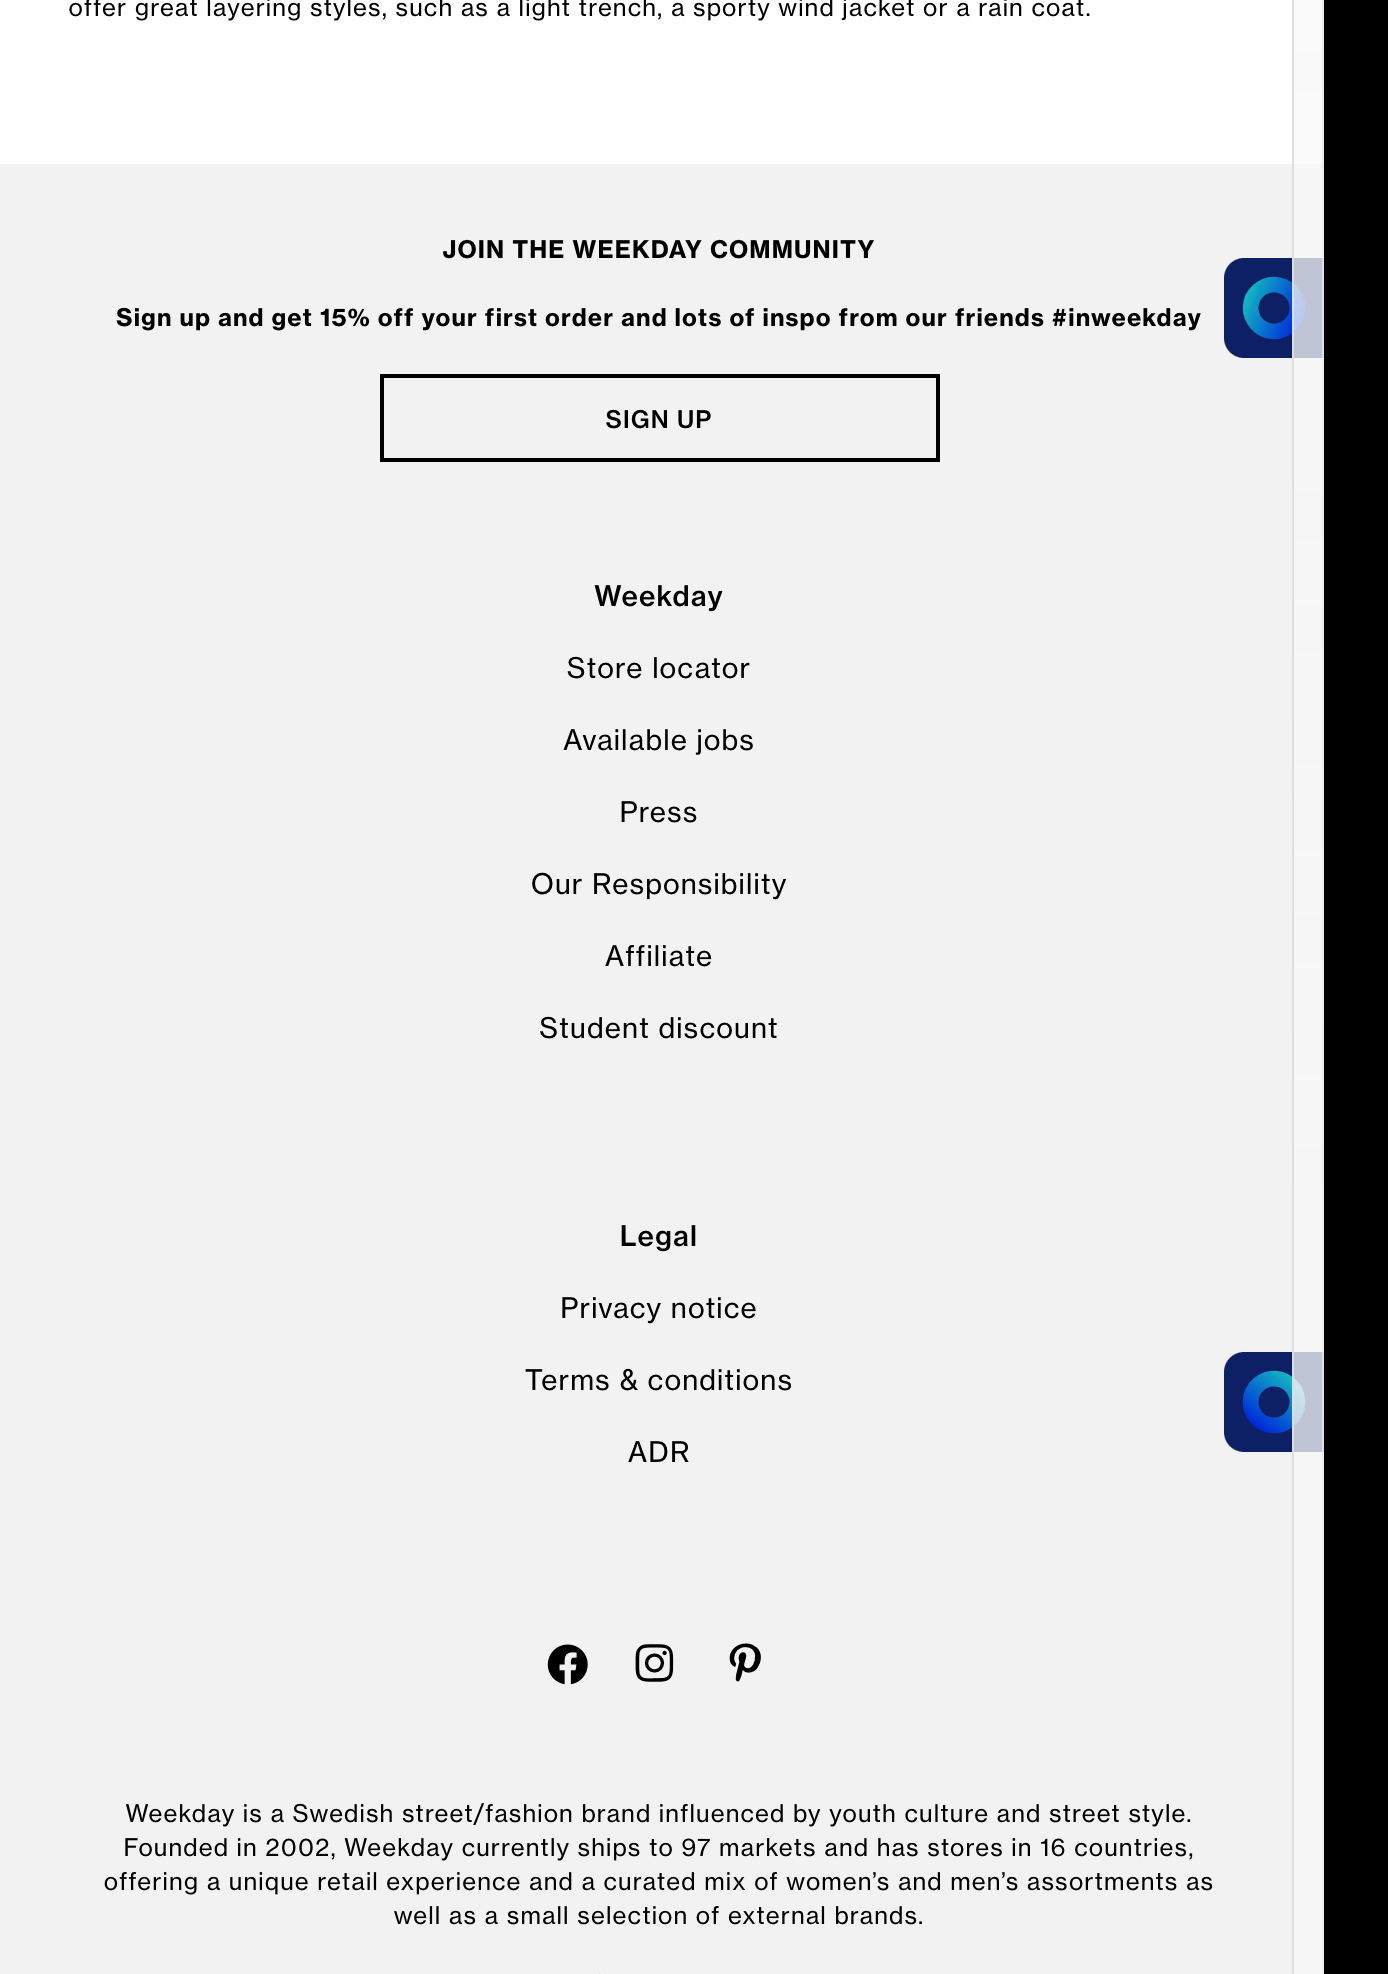 offer great layering styles, such as a light trench, a sporty wind jacket or a rain coat.
JOIN THE WEEKDAY COMMUNITY
Sign up and get 15% off your first order and lots of inspo from our friends #inweekday
SIGN UP
Weekday
Store locator
Available jobs
Press
Our Responsibility
Affiliate
Student discount
Legal
Privacy notice
Terms & conditions
ADR
Weekday is a Swedish street/fashion brand influenced by youth culture and street style.
Founded in 2002, Weekday currently ships to 97 markets and has stores in 16 countries,
offering a unique retail experience and a curated mix of women’s and men’s assortments as
well as a small selection of external brands.